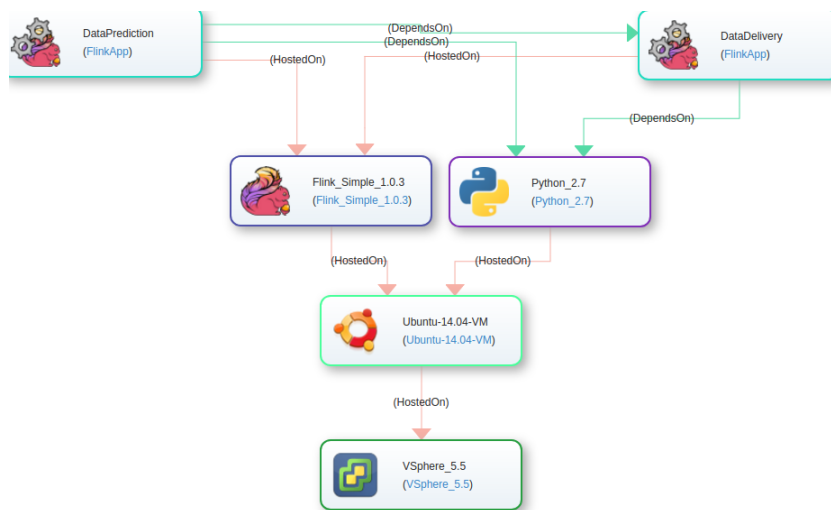 DataPrediction
(FlinkApp)
(DependsOn)
(DependsOn)
(HostedOn)
(HostedOn)
DataDelivery
(FlinkApp)
(DependsOn)
Flink_Simple_1.0.3
(Flink_Simple_1.0.3)
Python_2.7
(Python_2.7)
(HostedOn)
(HostedOn)
Ubuntu-14.04-VM
(Ubuntu-14.04-VM)
(HostedOn)
VSphere_5.5
(VSphere_5.5)